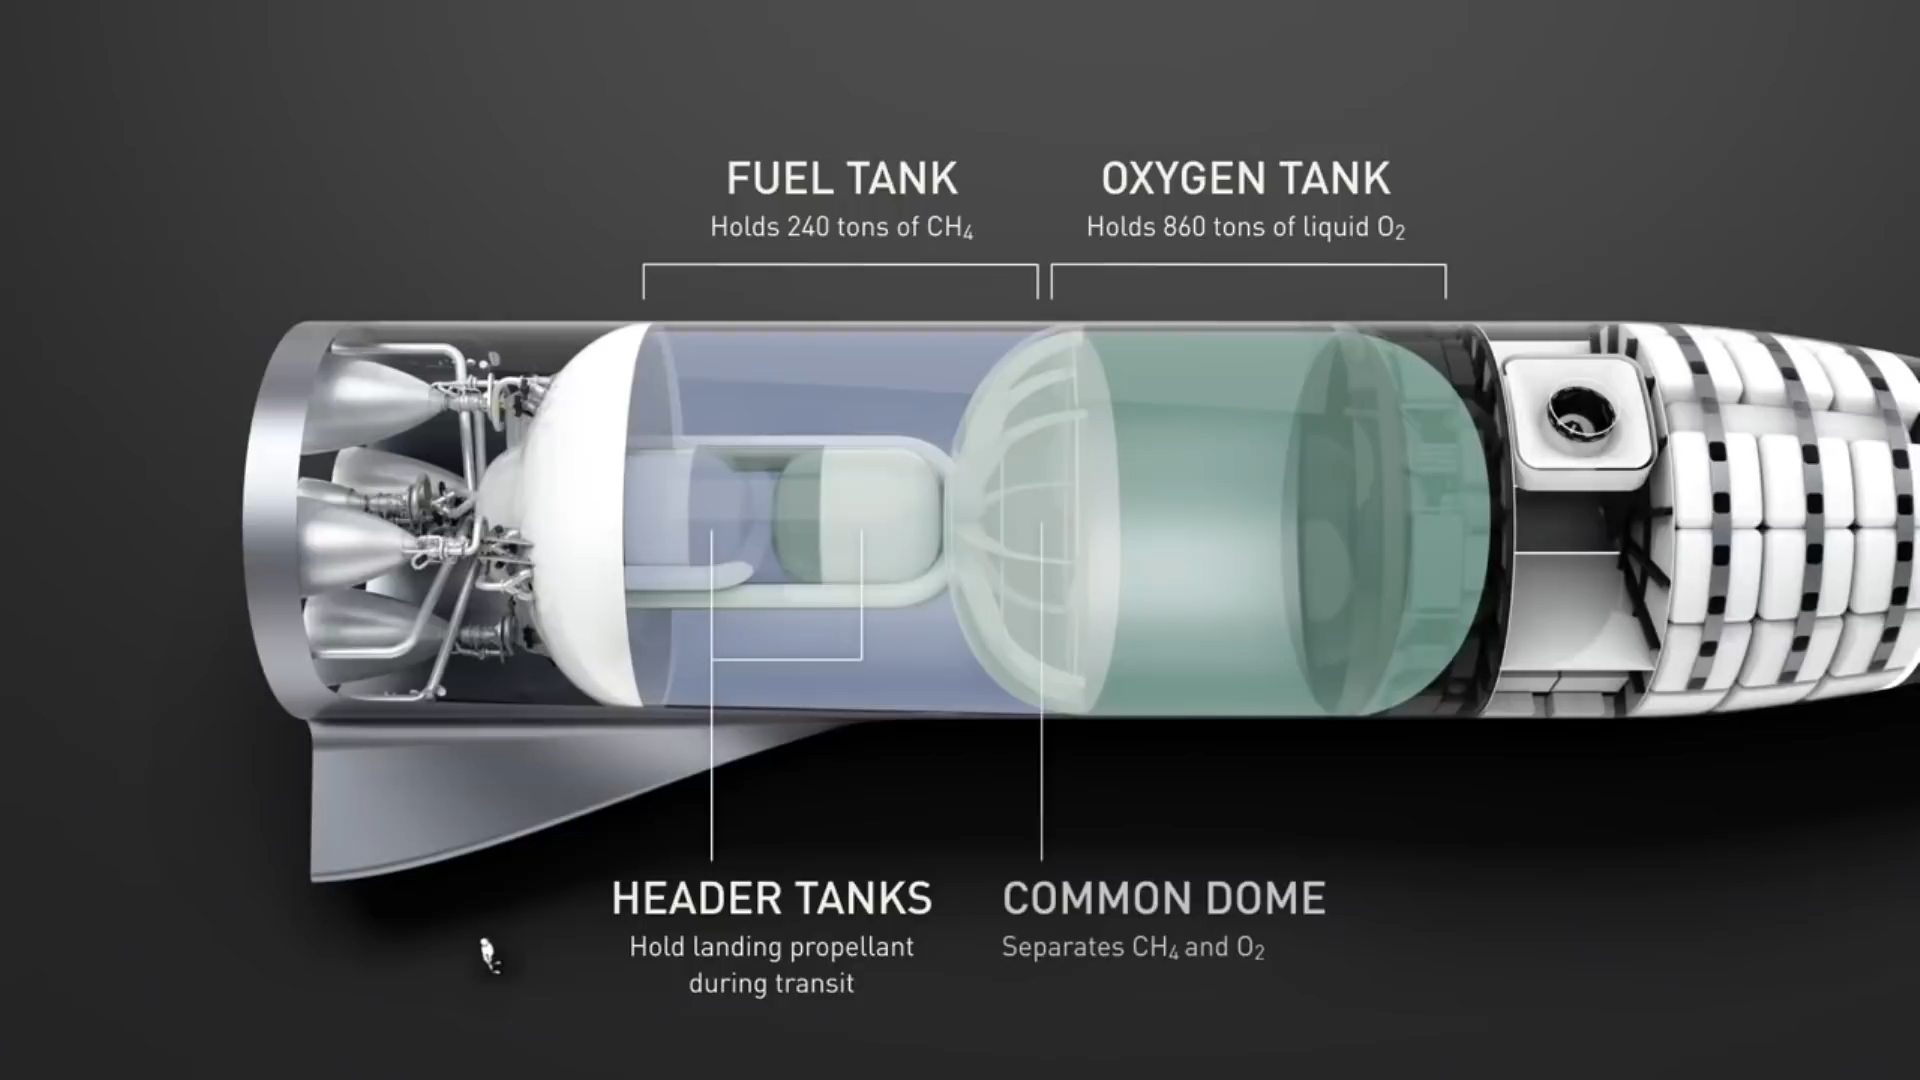 FUEL TANK
Holds 240 tons of CH₄
OXYGEN TANK
Holds 860 tons of liquid O₂
HEADER TANKS
Hold landing propellant
during transit
COMMON DOME
Separates CH₄ and O₂